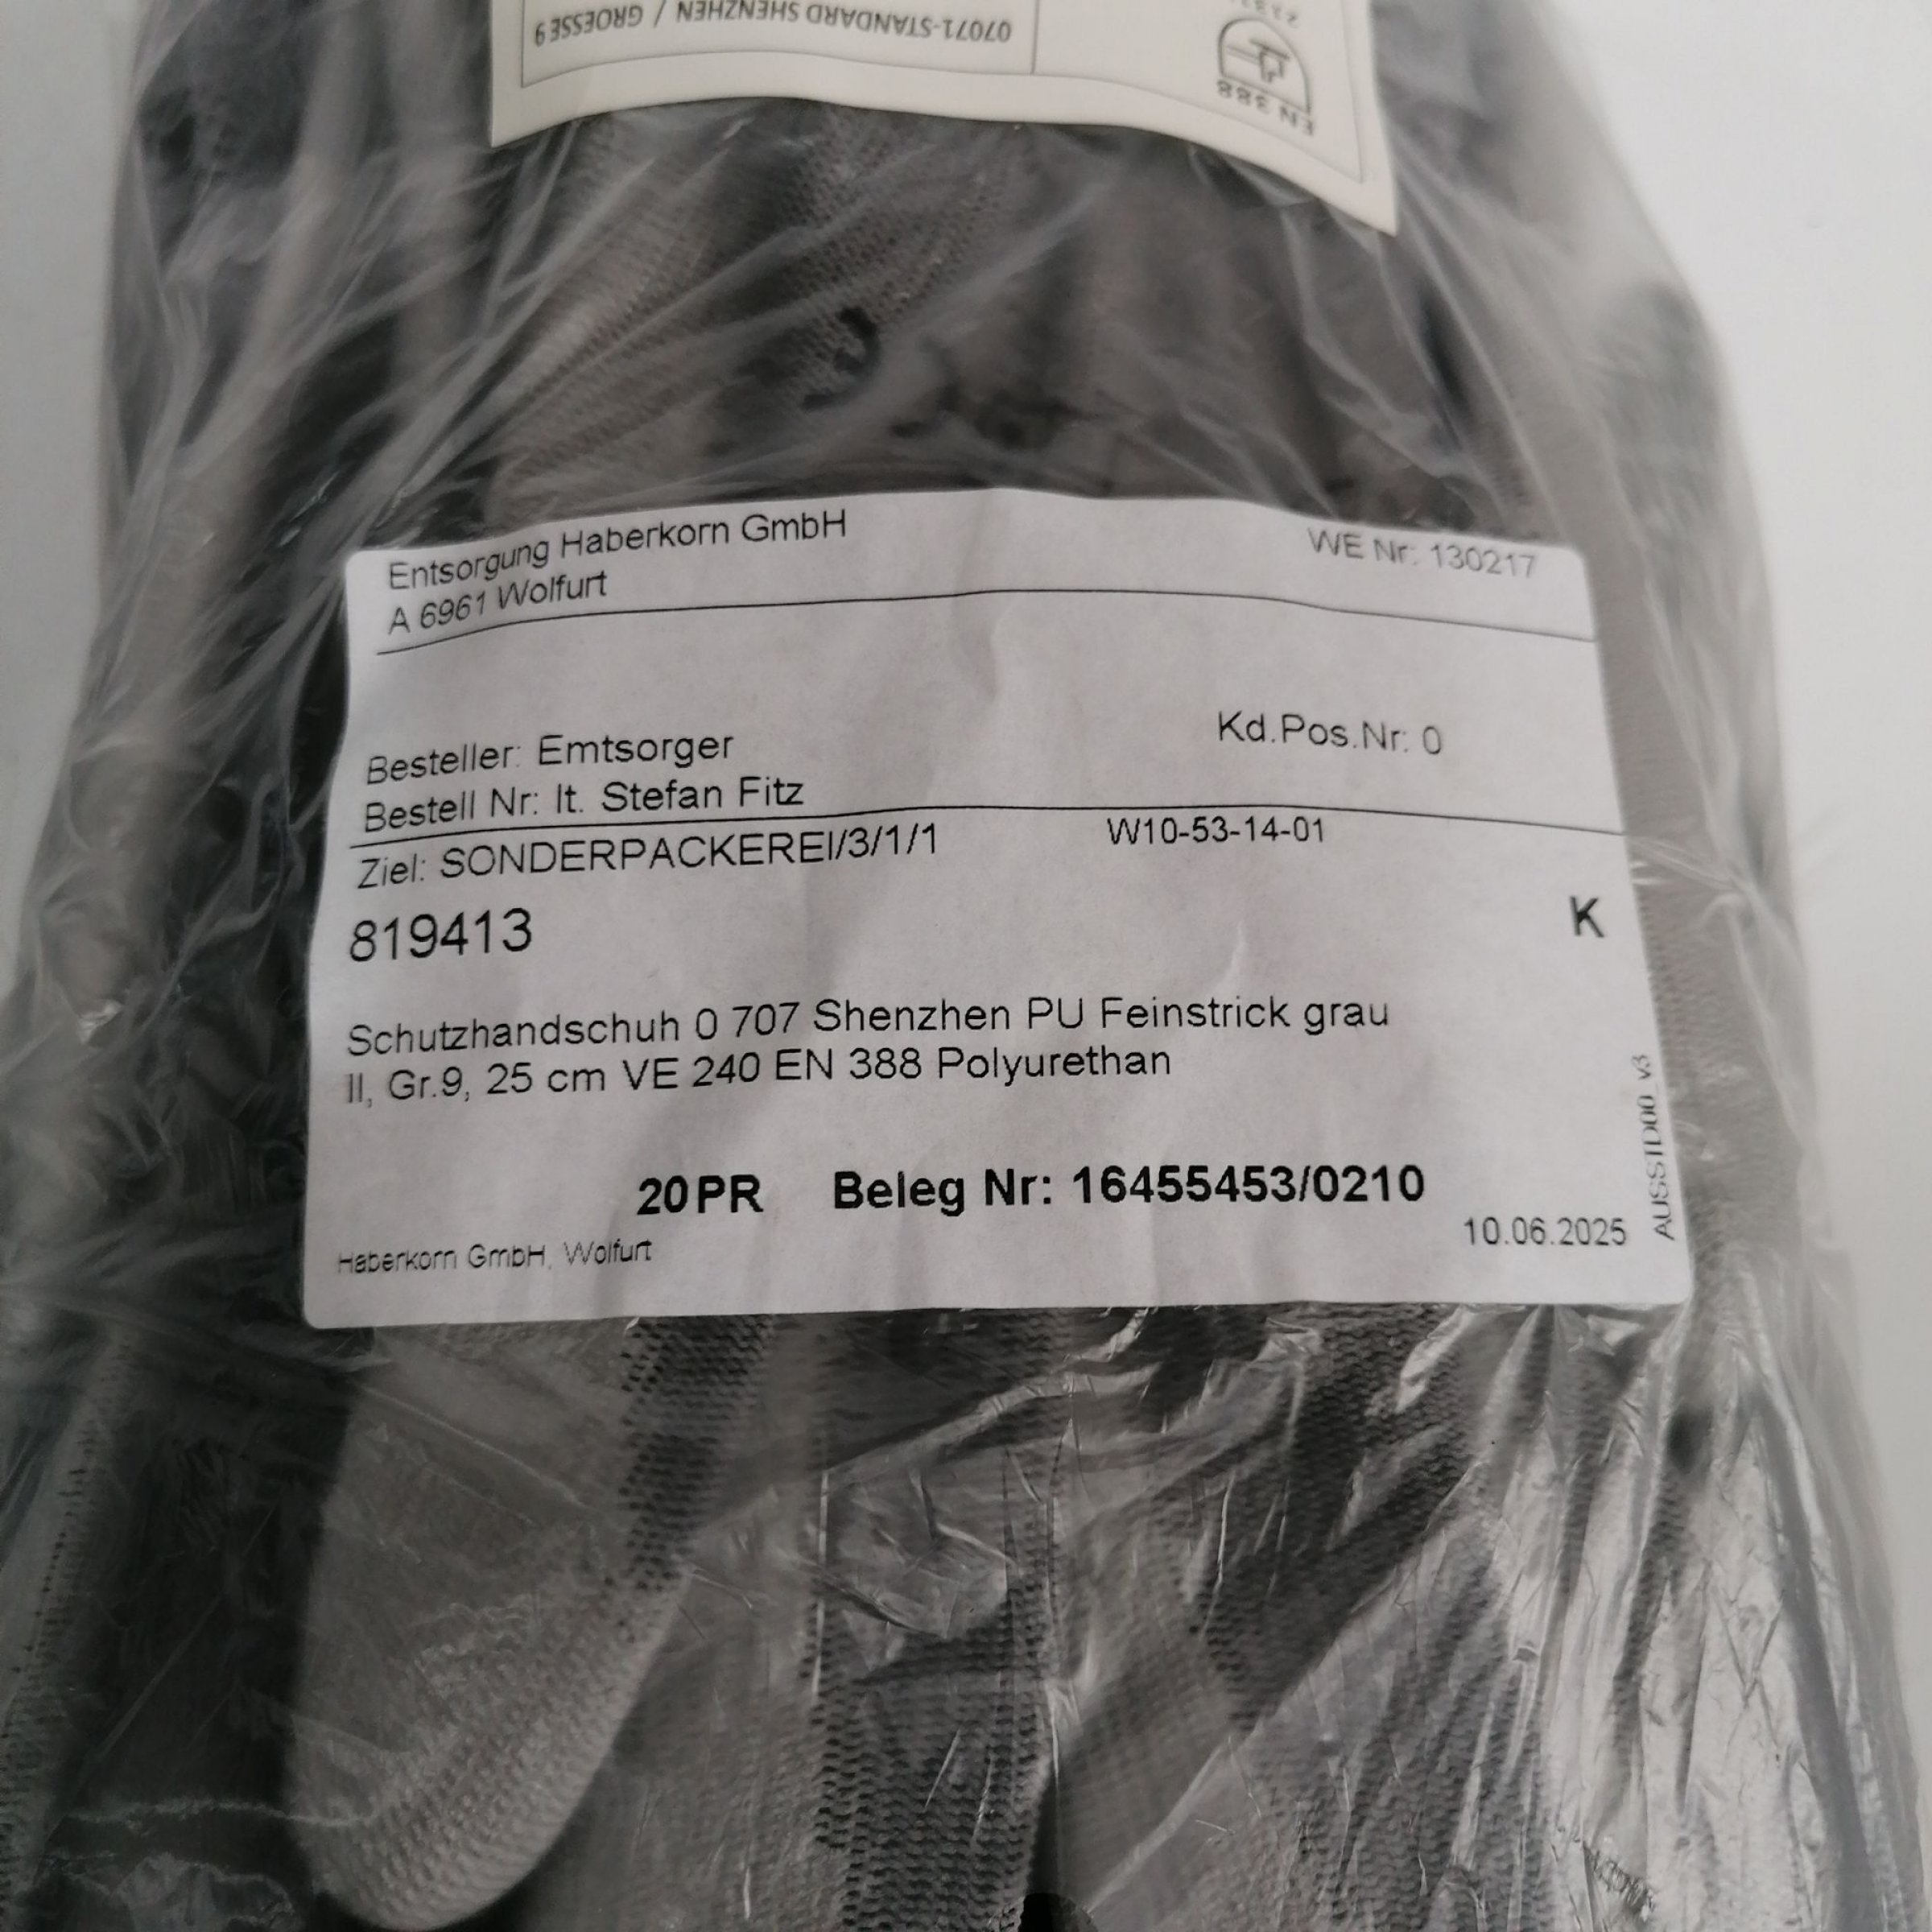 07071-STANDARD SHENZHEN / GROESSE 9
EN 388
Entsorgung Haberkorn GmbH
A 6961 Wolfurt
WE Nr: 130217
Besteller: Emtsorger
Kd.Pos.Nr: 0
Bestell Nr: lt. Stefan Fitz
Ziel: SONDERPACKEREI/3/1/1
W10-53-14-01
819413
K
Schutzhandschuh 0 707 Shenzhen PU Feinstrick grau
II, Gr.9, 25 cm VE 240 EN 388 Polyurethan
20PR Beleg Nr: 16455453/0210
10.06.2025
Haberkorn GmbH, Wolfurt
AUSSTD00_v3